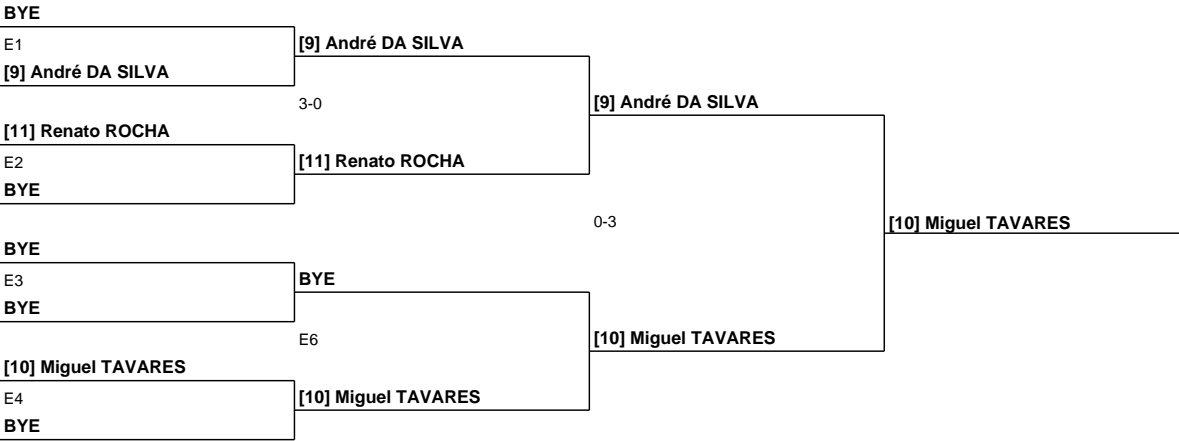 BYE
E1
[9] André DA SILVA
[9] André DA SILVA
3-0
[9] André DA SILVA
[11] Renato ROCHA
E2
[11] Renato ROCHA
BYE
0-3
[10] Miguel TAVARES
BYE
E3
BYE
BYE
E6
[10] Miguel TAVARES
[10] Miguel TAVARES
E4
[10] Miguel TAVARES
BYE